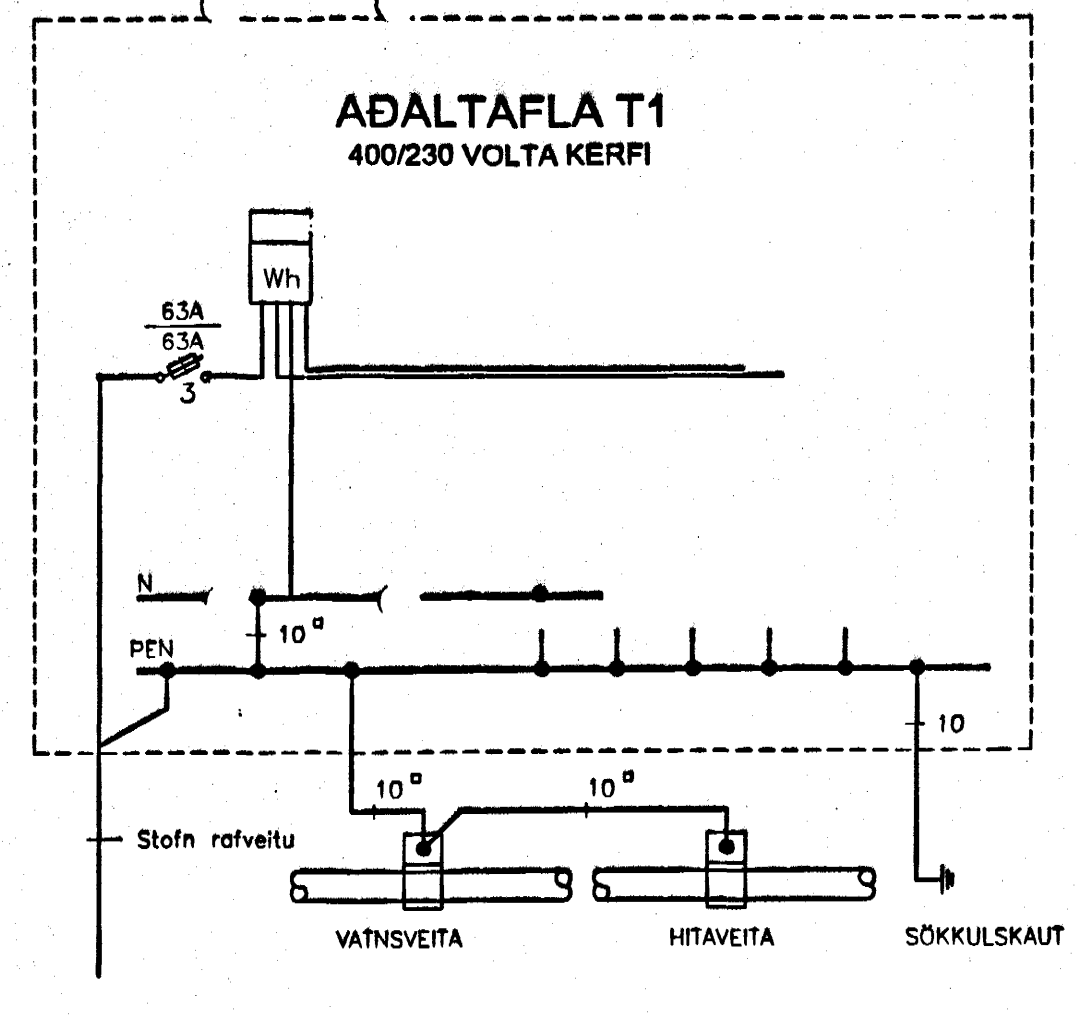 AÐALTAFLA T1
400/230 VOLTA KERFI
Wh
63A
63A
3
N
10 □
PEN
10
10 □
10 □
Stofn rafveitu
VATNSVEITA
HITAVEITA
SÖKKULSKAUT